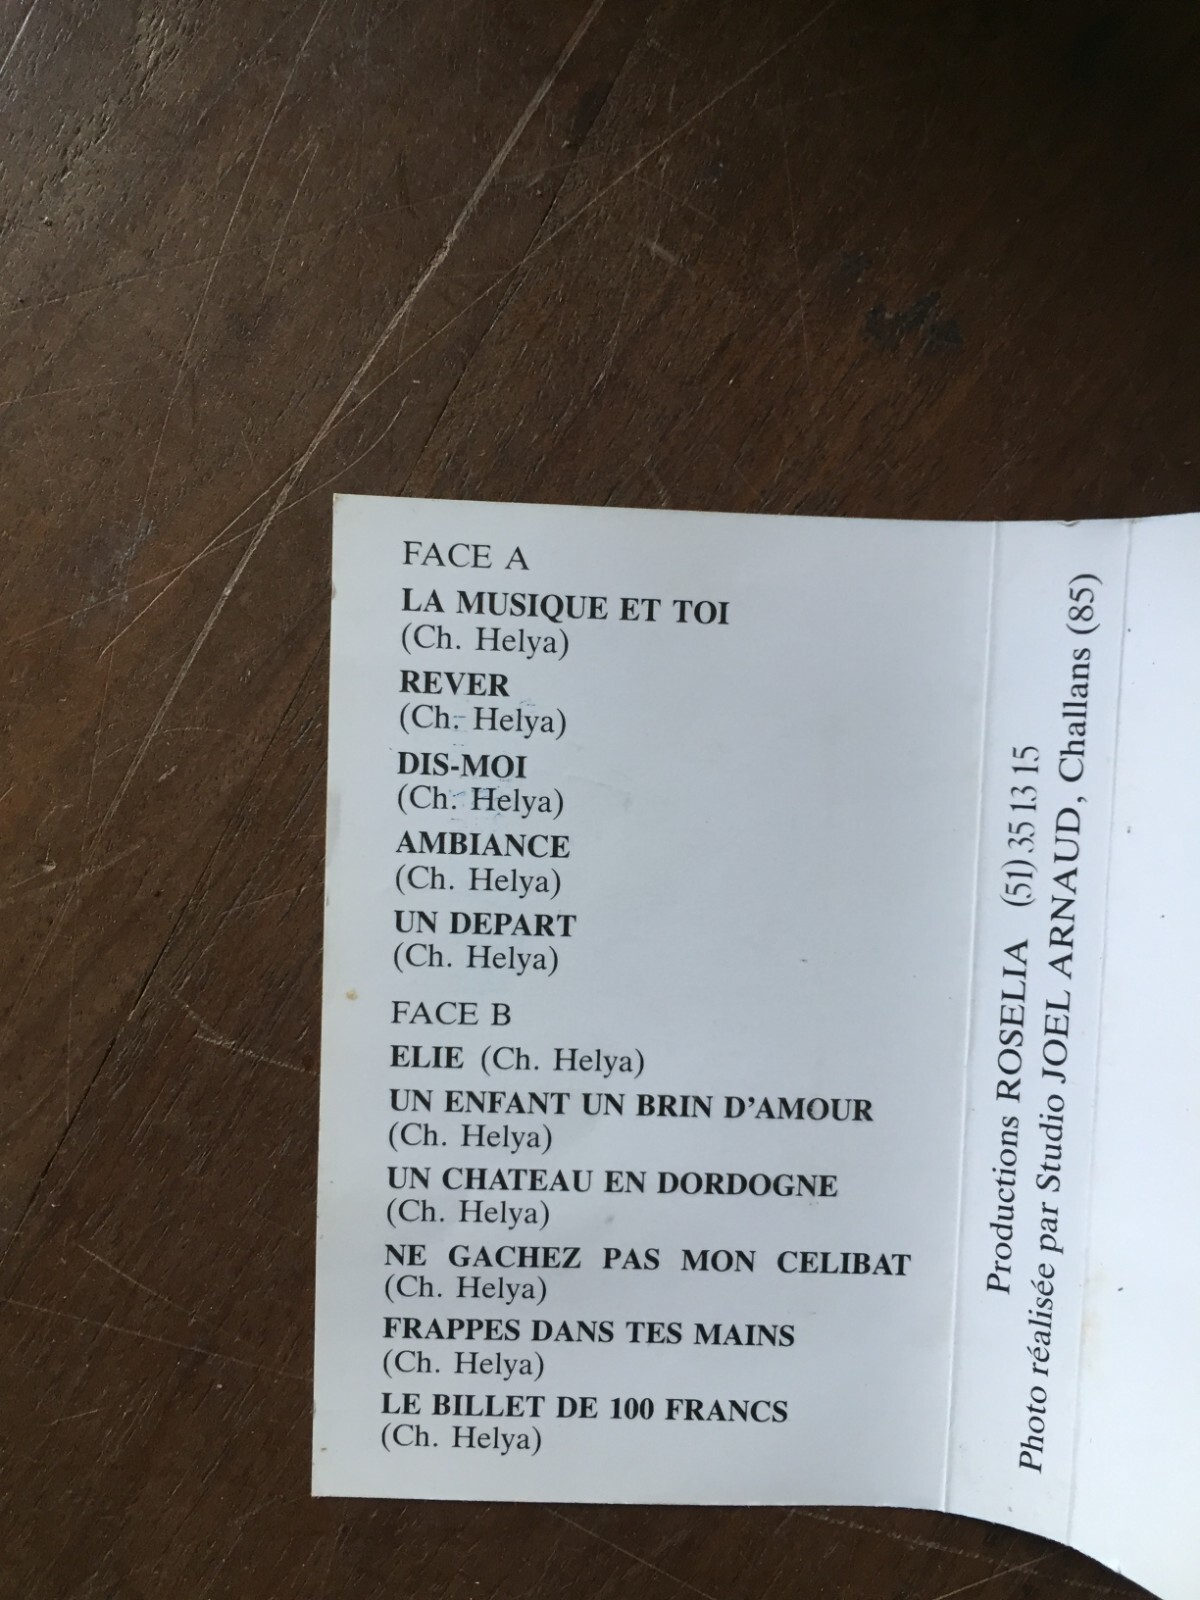 FACE A
LA MUSIQUE ET TOI
(Ch. Helya)
REVER
(Ch. Helya)
DIS-MOI
(Ch. Helya)
AMBIANCE
(Ch. Helya)
UN DEPART
(Ch. Helya)
FACE B
ELIE (Ch. Helya)
UN ENFANT UN BRIN D'AMOUR
(Ch. Helya)
UN CHATEAU EN DORDOGNE
(Ch. Helya)
NE GACHEZ PAS MON CELIBAT
(Ch. Helya)
FRAPPES DANS TES MAINS
(Ch. Helya)
LE BILLET DE 100 FRANCS
(Ch. Helya)
Productions ROSELIA (51) 35 13 15
Photo réalisée par Studio JOEL ARNAUD, Challans (85)